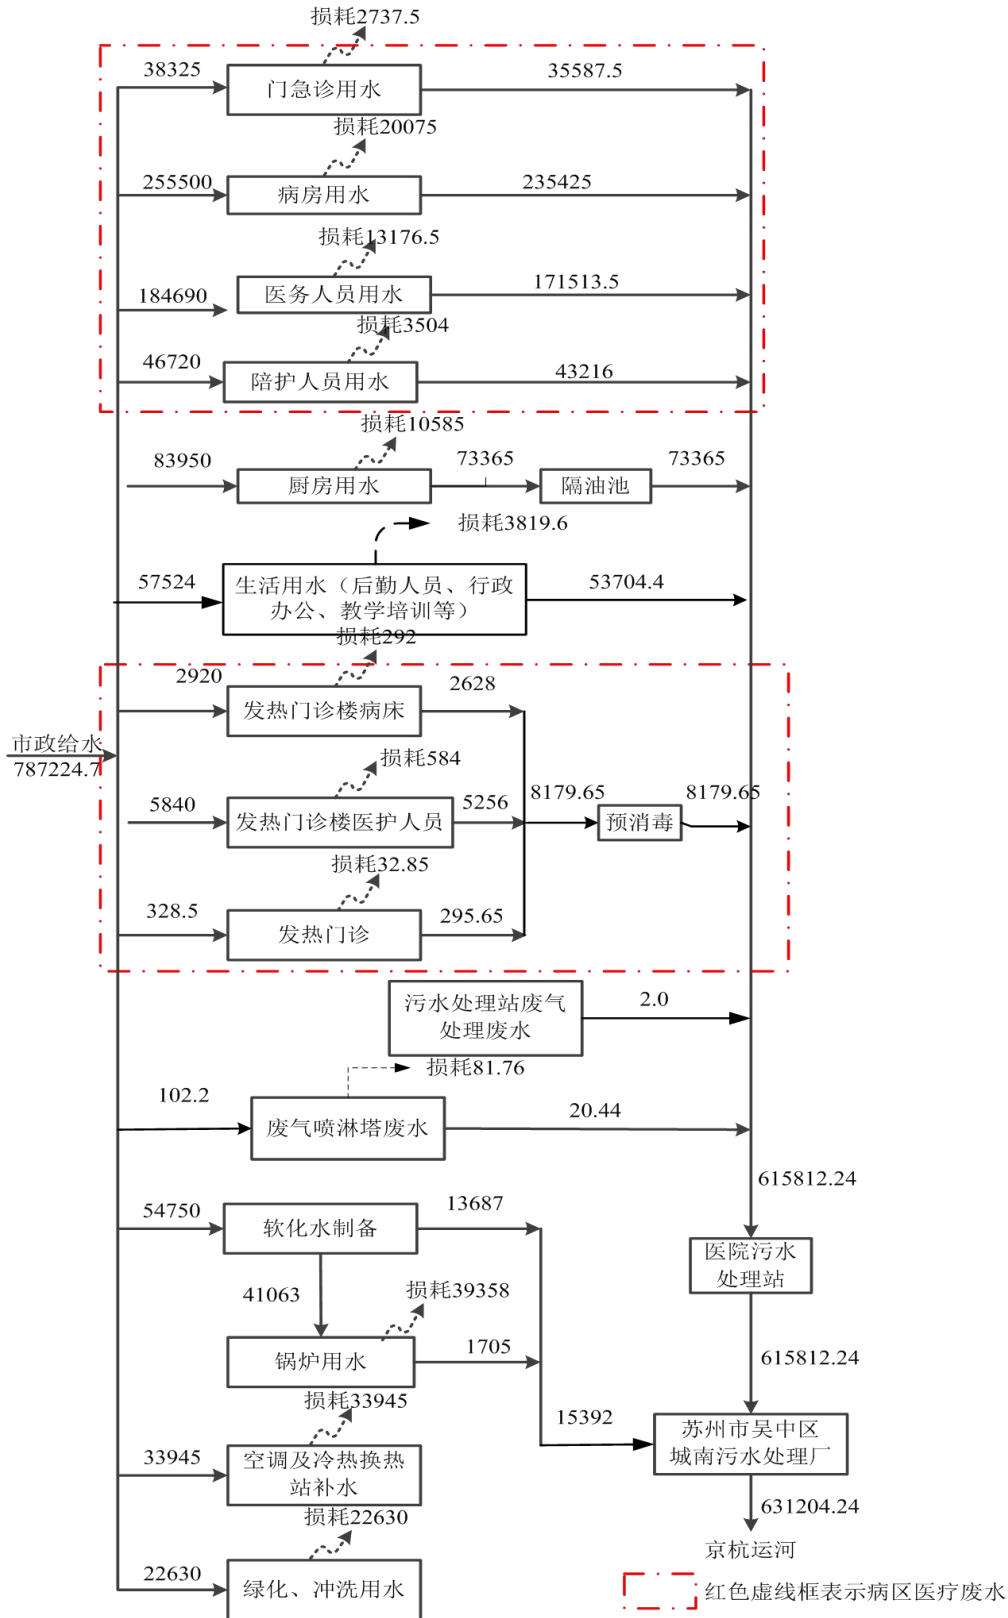 损耗2737.5
38325
门急诊用水
35587.5
损耗20075
255500
病房用水
235425
损耗13176.5
184690
医务人员用水
171513.5
损耗3504
46720
陪护人员用水
43216
损耗10585
83950
厨房用水
73365
隔油池
73365
损耗3819.6
57524
生活用水（后勤人员、行政
办公、教学培训等）
53704.4
损耗292
2920
发热门诊楼病床
2628
市政给水
787224.7
损耗584
5840
发热门诊楼医护人员
5256
8179.65
预消毒
8179.65
损耗32.85
328.5
发热门诊
295.65
污水处理站废气
处理废水
2.0
损耗81.76
102.2
废气喷淋塔废水
20.44
615812.24
54750
软化水制备
13687
医院污水
处理站
41063
损耗39358
锅炉用水
1705
615812.24
损耗33945
15392
苏州市吴中区
城南污水处理厂
33945
空调及冷热换热
站补水
631204.24
损耗22630
京杭运河
22630
绿化、冲洗用水
红色虚线框表示病区医疗废水